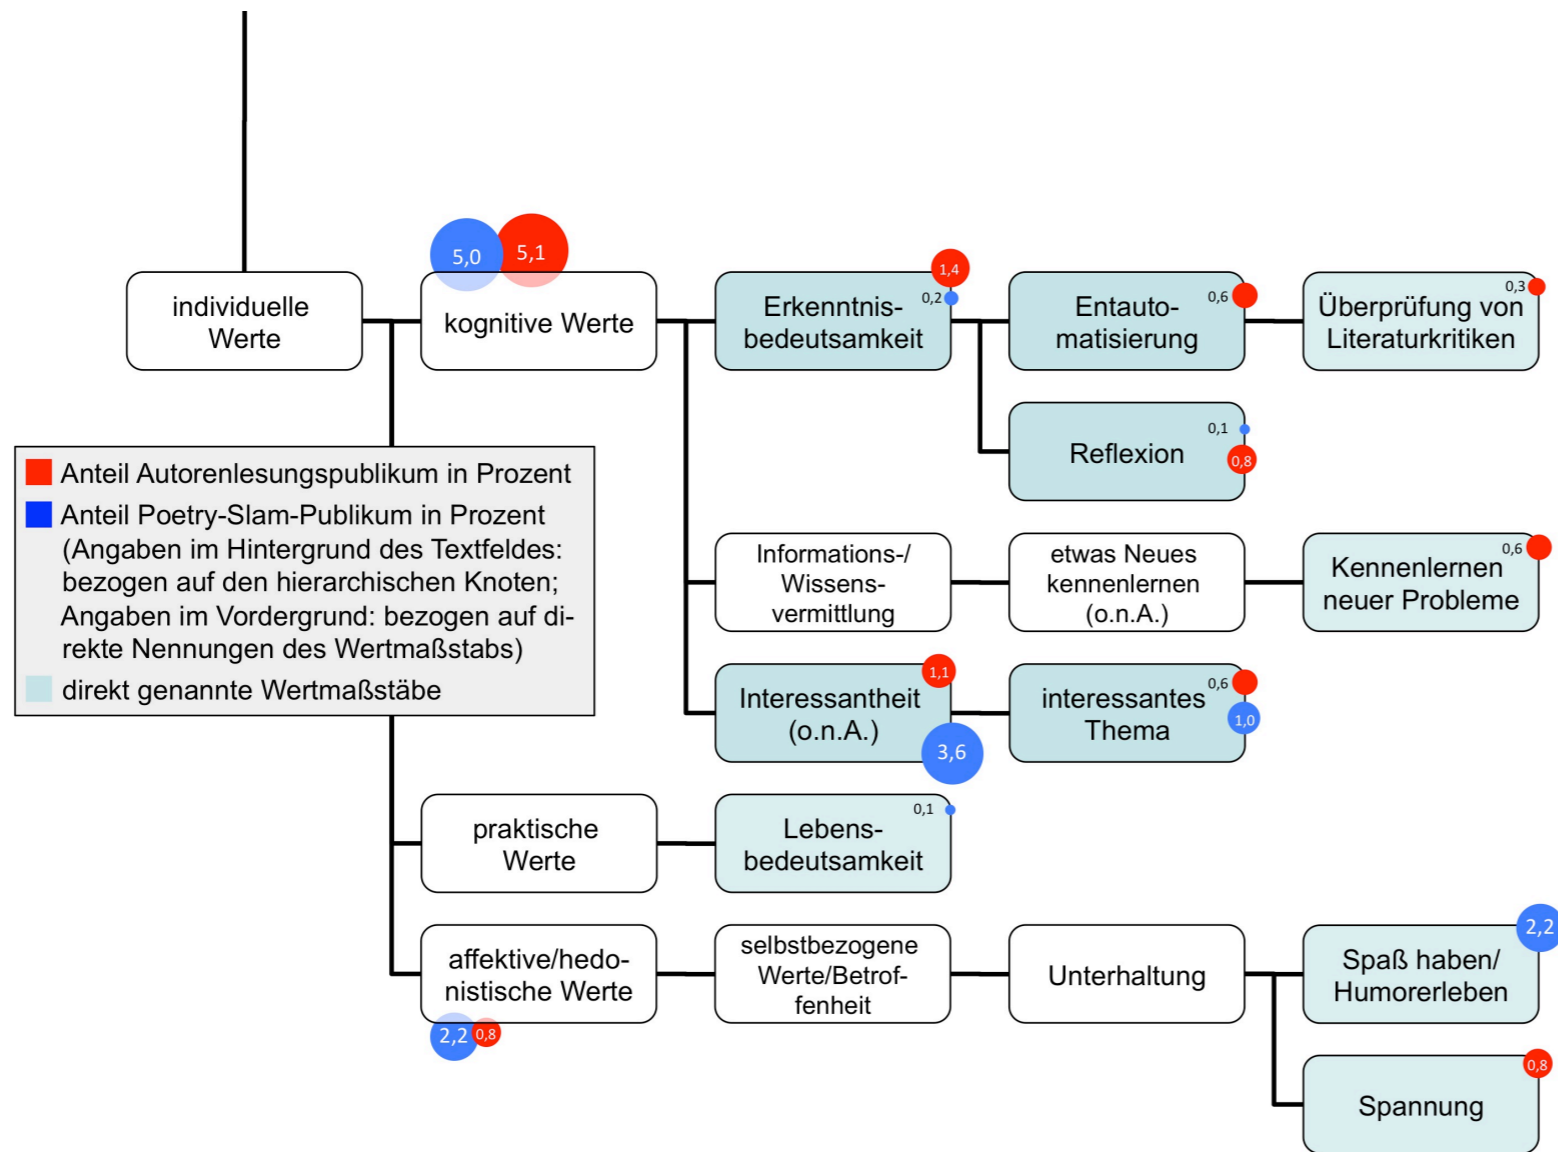 5,0
5,1
individuelle
Werte
kognitive Werte
1,4
0,2
Erkenntnis-
bedeutsamkeit
0,6
Entauto-
matisierung
0,3
Überprüfung von
Literaturkritiken
0,1
Reflexion
0,8
Anteil Autorenlesungspublikum in Prozent
Anteil Poetry-Slam-Publikum in Prozent
(Angaben im Hintergrund des Textfeldes:
bezogen auf den hierarchischen Knoten;
Angaben im Vordergrund: bezogen auf di-
rekte Nennungen des Wertmaßstabs)
direkt genannte Wertmaßstäbe
Informations-/
Wissens-
vermittlung
etwas Neues
kennenlernen
(o.n.A.)
0,6
Kennenlernen
neuer Probleme
1,1
Interessantheit
(o.n.A.)
3,6
0,6
interessantes
Thema
1,0
praktische
Werte
0,1
Lebens-
bedeutsamkeit
affektive/hedo-
nistische Werte
2,2
0,8
selbstbezogene
Werte/Betrof-
fenheit
Unterhaltung
2,2
Spaß haben/
Humorerleben
0,8
Spannung